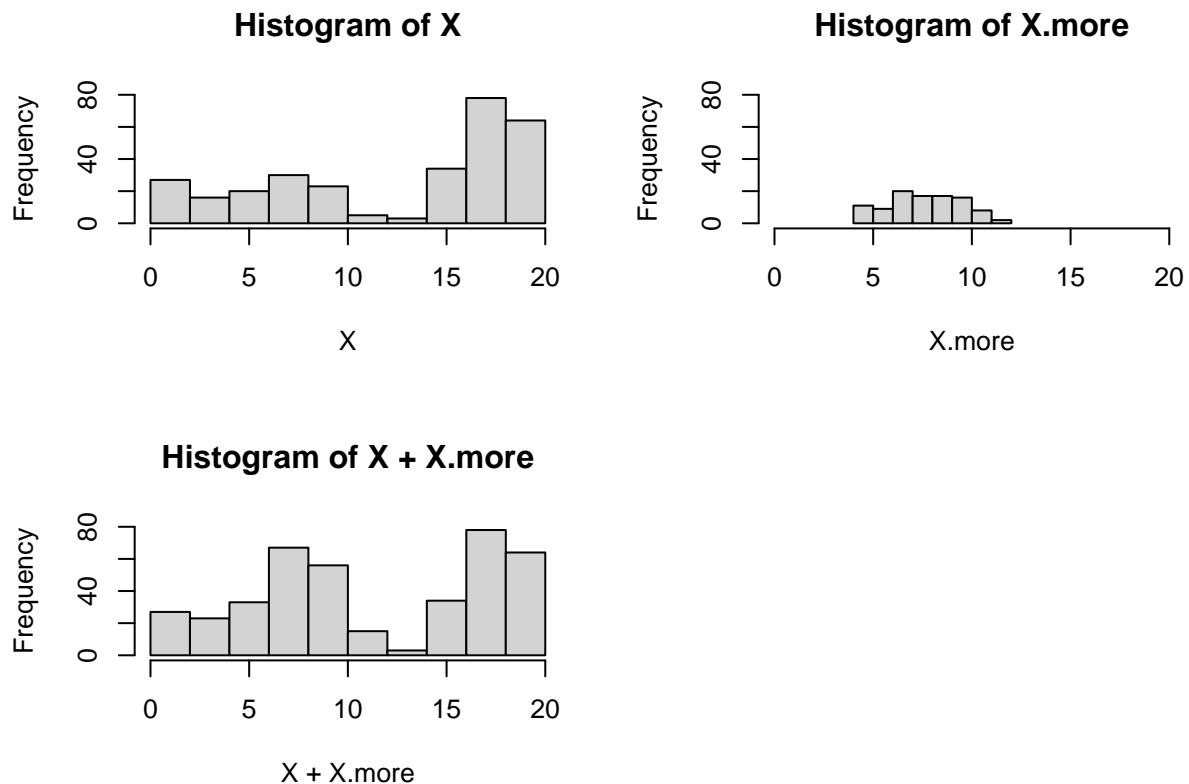 Histogram of X
Frequency
0
40
80
0 5 10 15 20
X
Histogram of X.more
Frequency
0
40
80
0 5 10 15 20
X.more
Histogram of X + X.more
Frequency
0
40
80
0 5 10 15 20
X + X.more